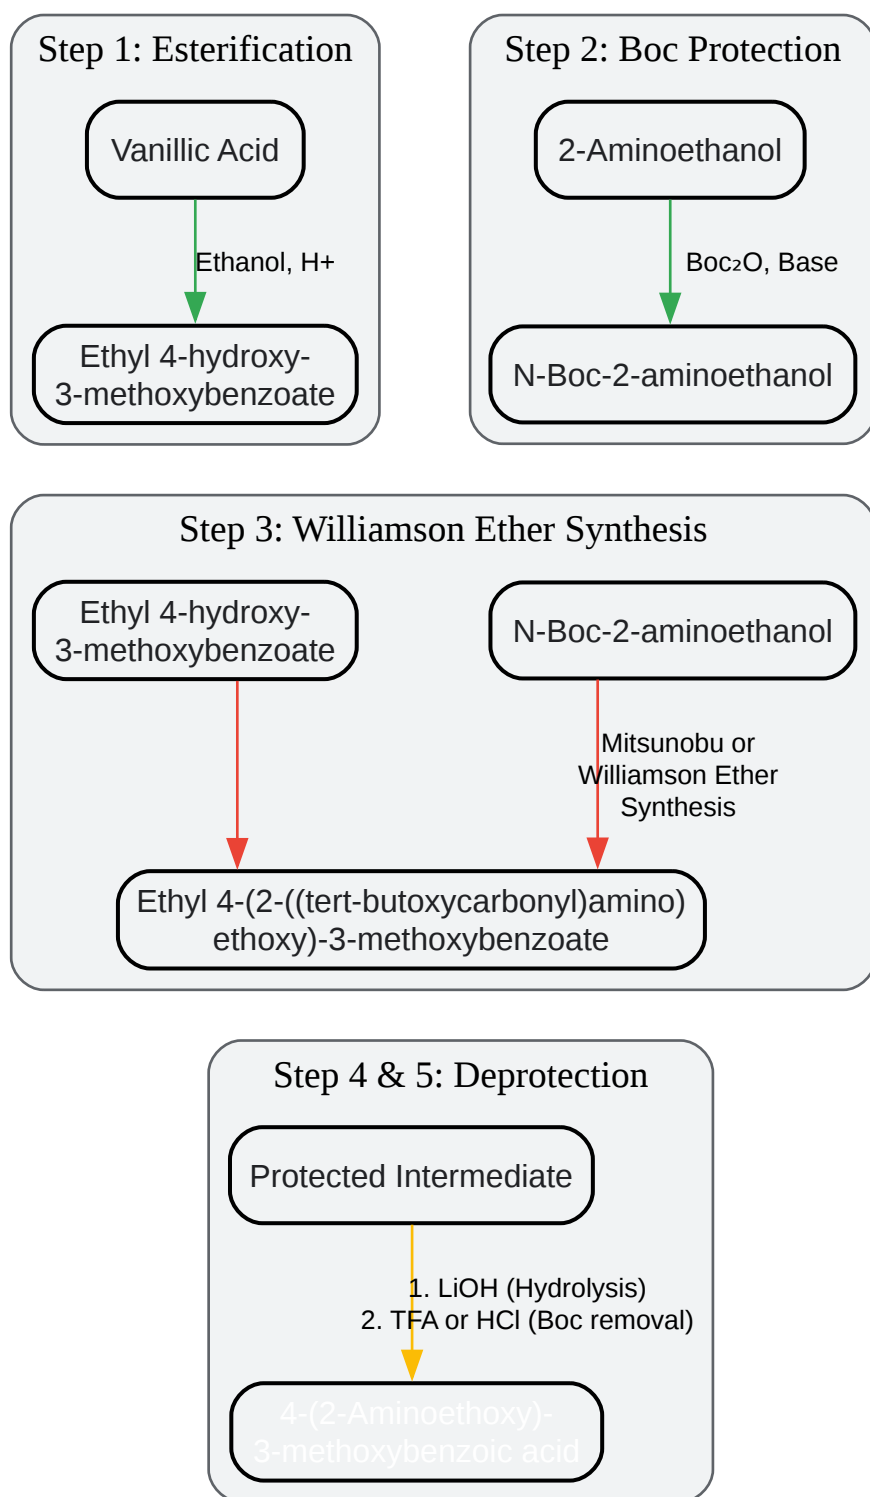 Step 1: Esterification
Vanillic Acid
Ethanol, H+
Ethyl 4-hydroxy-
3-methoxybenzoate
Step 2: Boc Protection
2-Aminoethanol
Boc₂O, Base
N-Boc-2-aminoethanol
Step 3: Williamson Ether Synthesis
Ethyl 4-hydroxy-
3-methoxybenzoate
N-Boc-2-aminoethanol
Mitsunobu or
Williamson Ether
Synthesis
Ethyl 4-(2-((tert-butoxycarbonyl)amino)
ethoxy)-3-methoxybenzoate
Step 4 & 5: Deprotection
Protected Intermediate
1. LiOH (Hydrolysis)
2. TFA or HCl (Boc removal)
4-(2-Aminoethoxy)-
3-methoxybenzoic acid